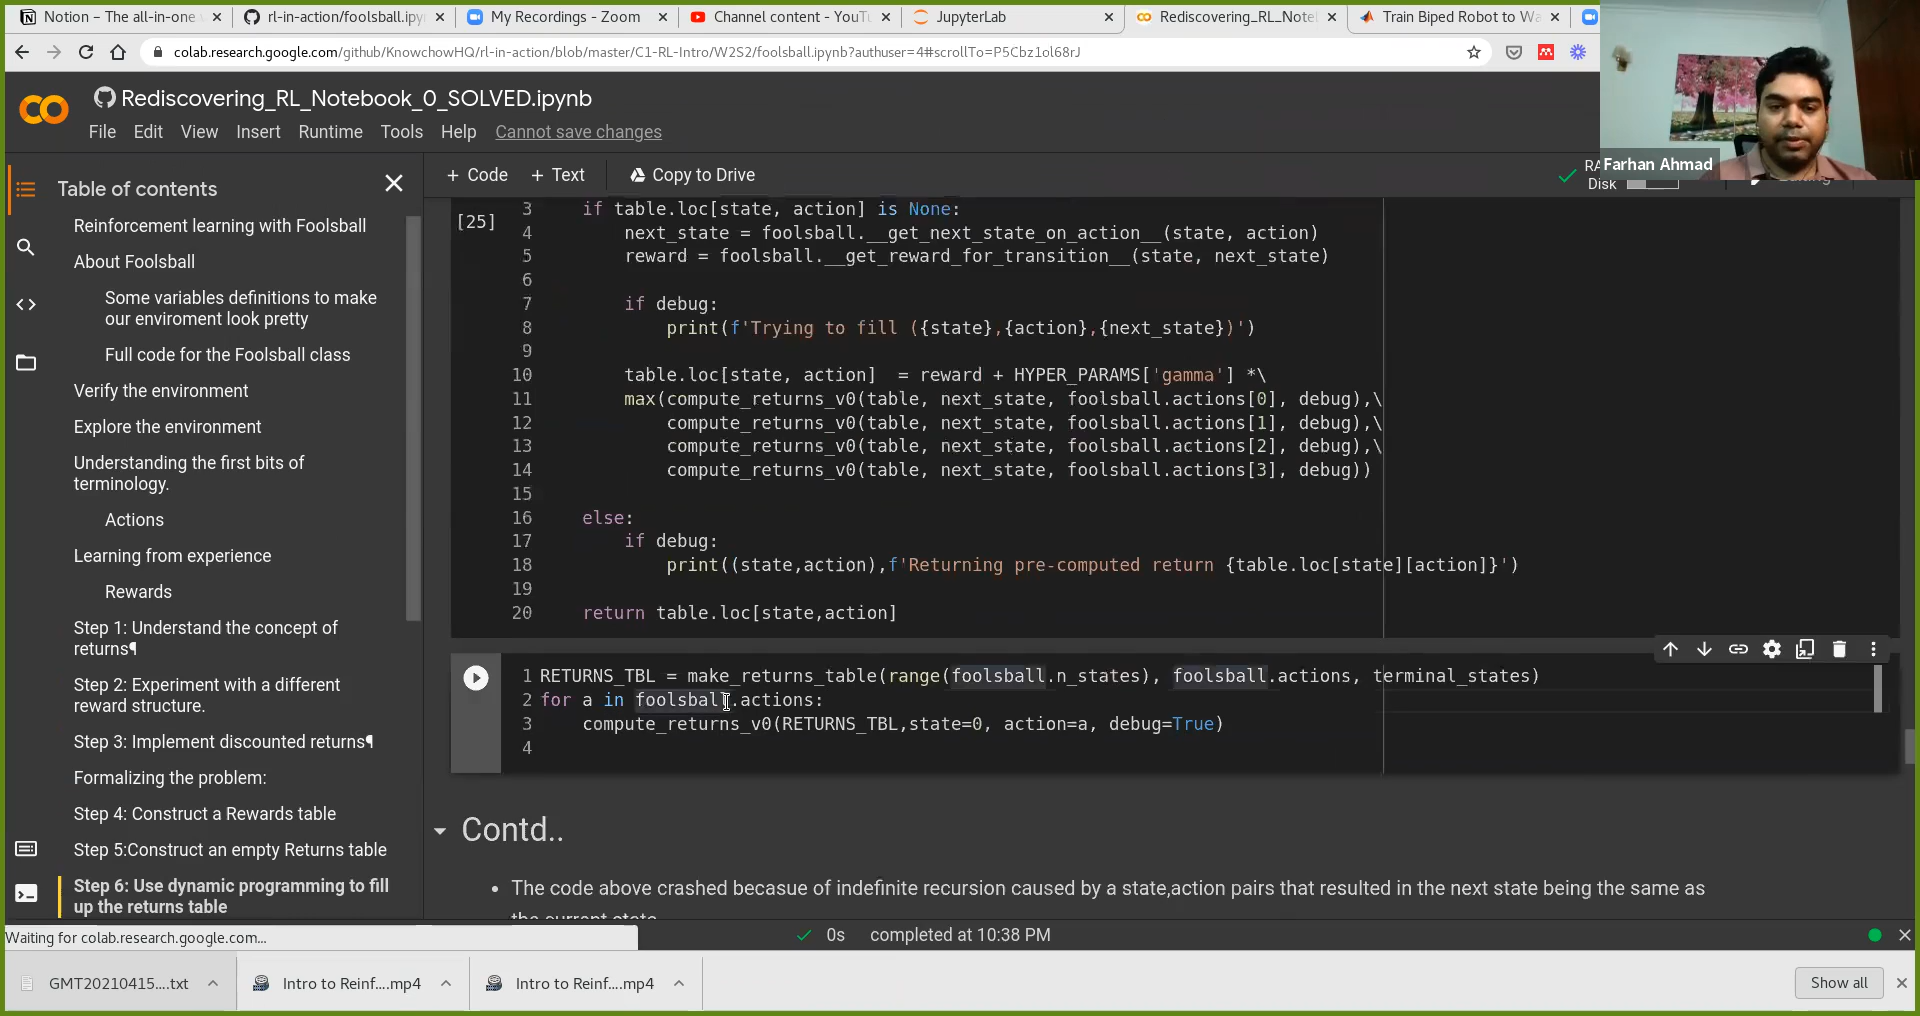 Notion – The all-in-one
rl-in-action/foolsball.ipyn
My Recordings - Zoom
Channel content - YouTu
JupyterLab
Rediscovering_RL_Note
Train Biped Robot to Wa
colab.research.google.com/github/KnowchowHQ/rl-in-action/blob/master/C1-RL-Intro/W2S2/foolsball.ipynb?authuser=4#scrollTo=P5Cbz1ol68rJ
Rediscovering_RL_Notebook_0_SOLVED.ipynb
File Edit View Insert Runtime Tools Help Cannot save changes
Farhan Ahmad
Table of contents
+ Code + Text Copy to Drive
RA
Disk
Reinforcement learning with Foolsball
About Foolsball
Some variables definitions to make
our enviroment look pretty
Full code for the Foolsball class
Verify the environment
Explore the environment
Understanding the first bits of
terminology.
Actions
Learning from experience
Rewards
Step 1: Understand the concept of
returns¶
Step 2: Experiment with a different
reward structure.
Step 3: Implement discounted returns¶
Formalizing the problem:
Step 4: Construct a Rewards table
Step 5:Construct an empty Returns table
Step 6: Use dynamic programming to fill
up the returns table
[25]
3 if table.loc[state, action] is None:
4 next_state = foolsball.__get_next_state_on_action__(state, action)
5 reward = foolsball.__get_reward_for_transition__(state, next_state)
6
7 if debug:
8 print(f'Trying to fill ({state},{action},{next_state})')
9
10 table.loc[state, action]  = reward + HYPER_PARAMS['gamma'] *\
11 max(compute_returns_v0(table, next_state, foolsball.actions[0], debug),\
12 compute_returns_v0(table, next_state, foolsball.actions[1], debug),\
13 compute_returns_v0(table, next_state, foolsball.actions[2], debug),\
14 compute_returns_v0(table, next_state, foolsball.actions[3], debug))
15
16 else:
17 if debug:
18 print((state,action),f'Returning pre-computed return {table.loc[state][action]}')
19
20 return table.loc[state,action]
1 RETURNS_TBL = make_returns_table(range(foolsball.n_states), foolsball.actions, terminal_states)
2 for a in foolsball.actions:
3 compute_returns_v0(RETURNS_TBL,state=0, action=a, debug=True)
4
Contd..
• The code above crashed becasue of indefinite recursion caused by a state,action pairs that resulted in the next state being the same as
the current state
Waiting for colab.research.google.com...
0s completed at 10:38 PM
GMT20210415....txt
Intro to Reinf....mp4
Intro to Reinf....mp4
Show all